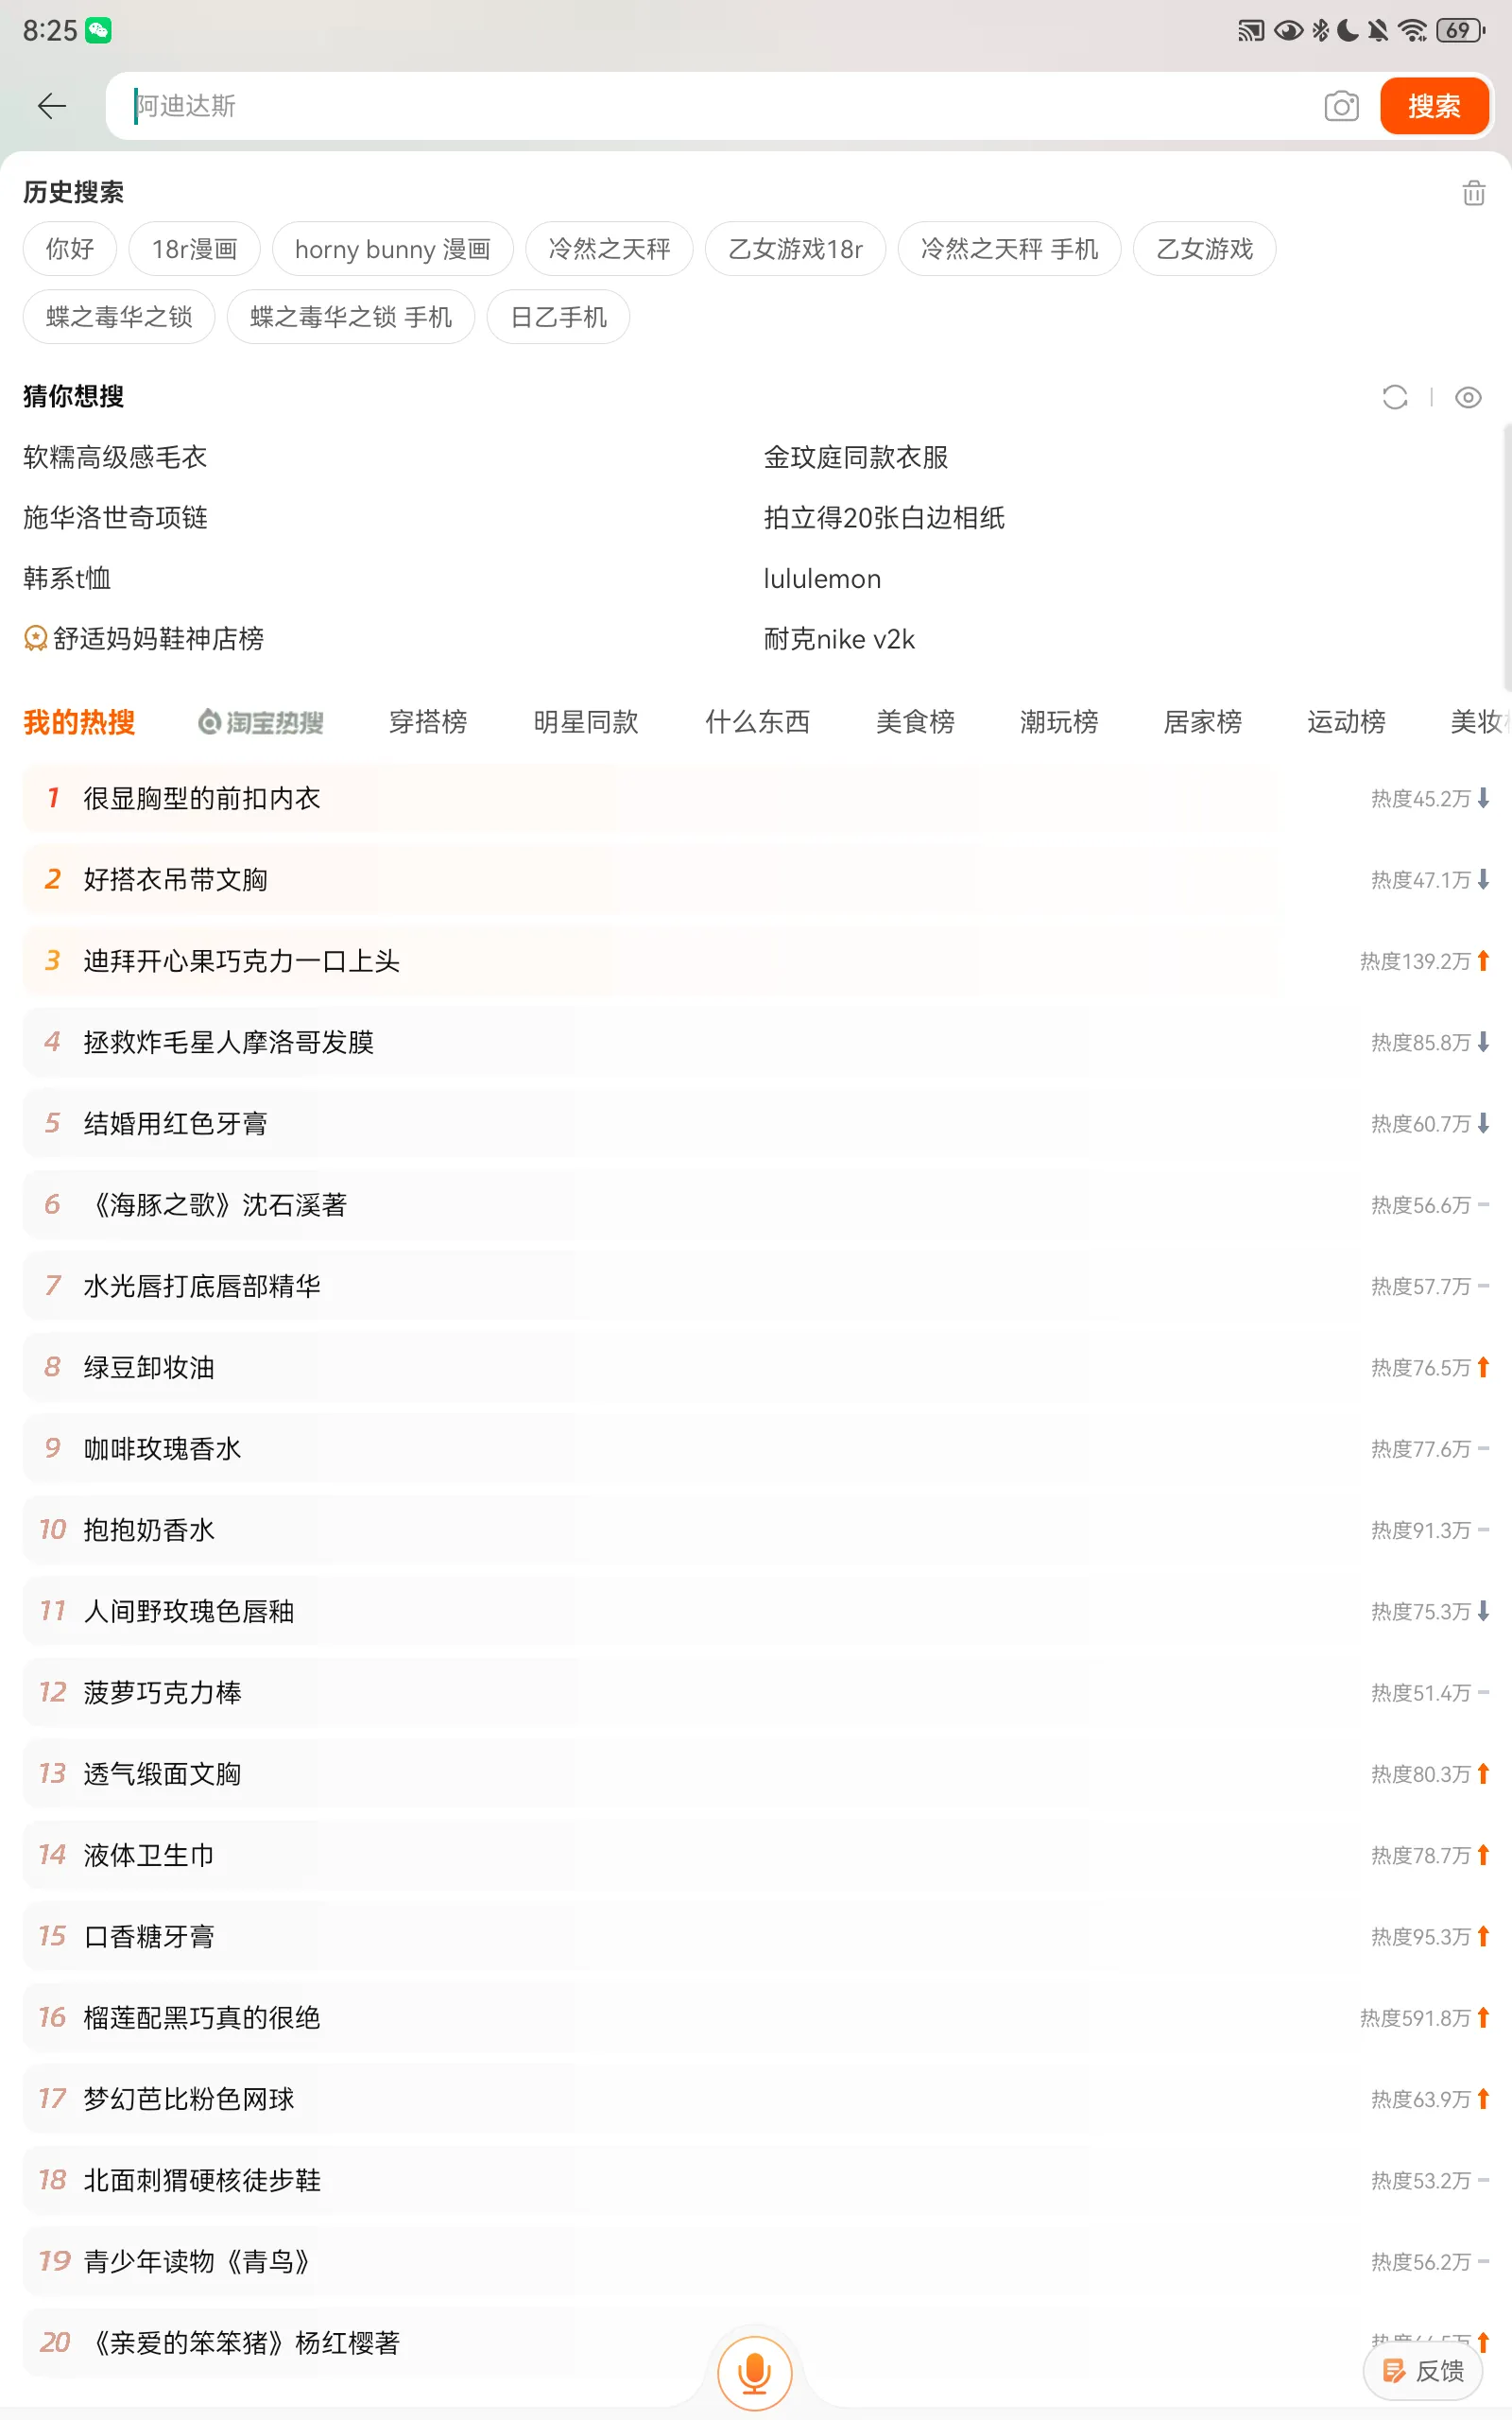 8:25
69
阿迪达斯
搜索
历史搜索
你好 18r漫画 horny bunny 漫画 冷然之天秤 乙女游戏18r 冷然之天秤 手机 乙女游戏
蝶之毒华之锁 蝶之毒华之锁 手机 日乙手机
猜你想搜
软糯高级感毛衣 金玟庭同款衣服
施华洛世奇项链 拍立得20张白边相纸
韩系t恤 lululemon
舒适妈妈鞋神店榜 耐克nike v2k
我的热搜 淘宝热搜 穿搭榜 明星同款 什么东西 美食榜 潮玩榜 居家榜 运动榜 美妆
1 很显胸型的前扣内衣 热度45.2万
2 好搭衣吊带文胸 热度47.1万
3 迪拜开心果巧克力一口上头 热度139.2万
4 拯救炸毛星人摩洛哥发膜 热度85.8万
5 结婚用红色牙膏 热度60.7万
6 《海豚之歌》沈石溪著 热度56.6万
7 水光唇打底唇部精华 热度57.7万
8 绿豆卸妆油 热度76.5万
9 咖啡玫瑰香水 热度77.6万
10 抱抱奶香水 热度91.3万
11 人间野玫瑰色唇釉 热度75.3万
12 菠萝巧克力棒 热度51.4万
13 透气缎面文胸 热度80.3万
14 液体卫生巾 热度78.7万
15 口香糖牙膏 热度95.3万
16 榴莲配黑巧真的很绝 热度591.8万
17 梦幻芭比粉色网球 热度63.9万
18 北面刺猬硬核徒步鞋 热度53.2万
19 青少年读物《青鸟》 热度56.2万
20 《亲爱的笨笨猪》杨红樱著
反馈